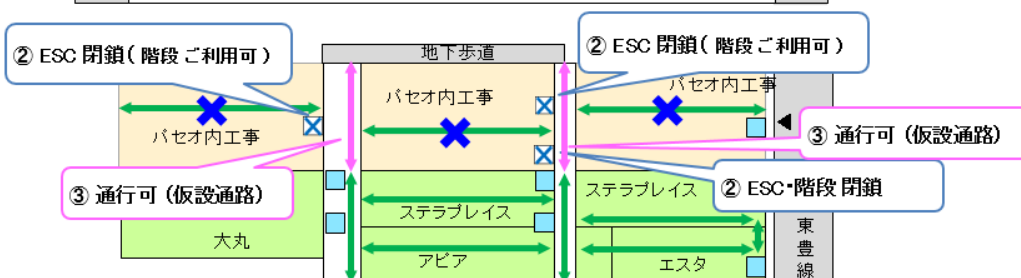 ② ESC 閉鎖( 階段 ご利用可 )
地下歩道
② ESC 閉鎖( 階段 ご利用可 )
パセオ内工事
パセオ内工事
パセオ内工事
③ 通行可 (仮設通路)
③ 通行可 (仮設通路)
② ESC・階段 閉鎖
ステラプレイス
ステラプレイス
大丸
アピア
エスタ
東豊線